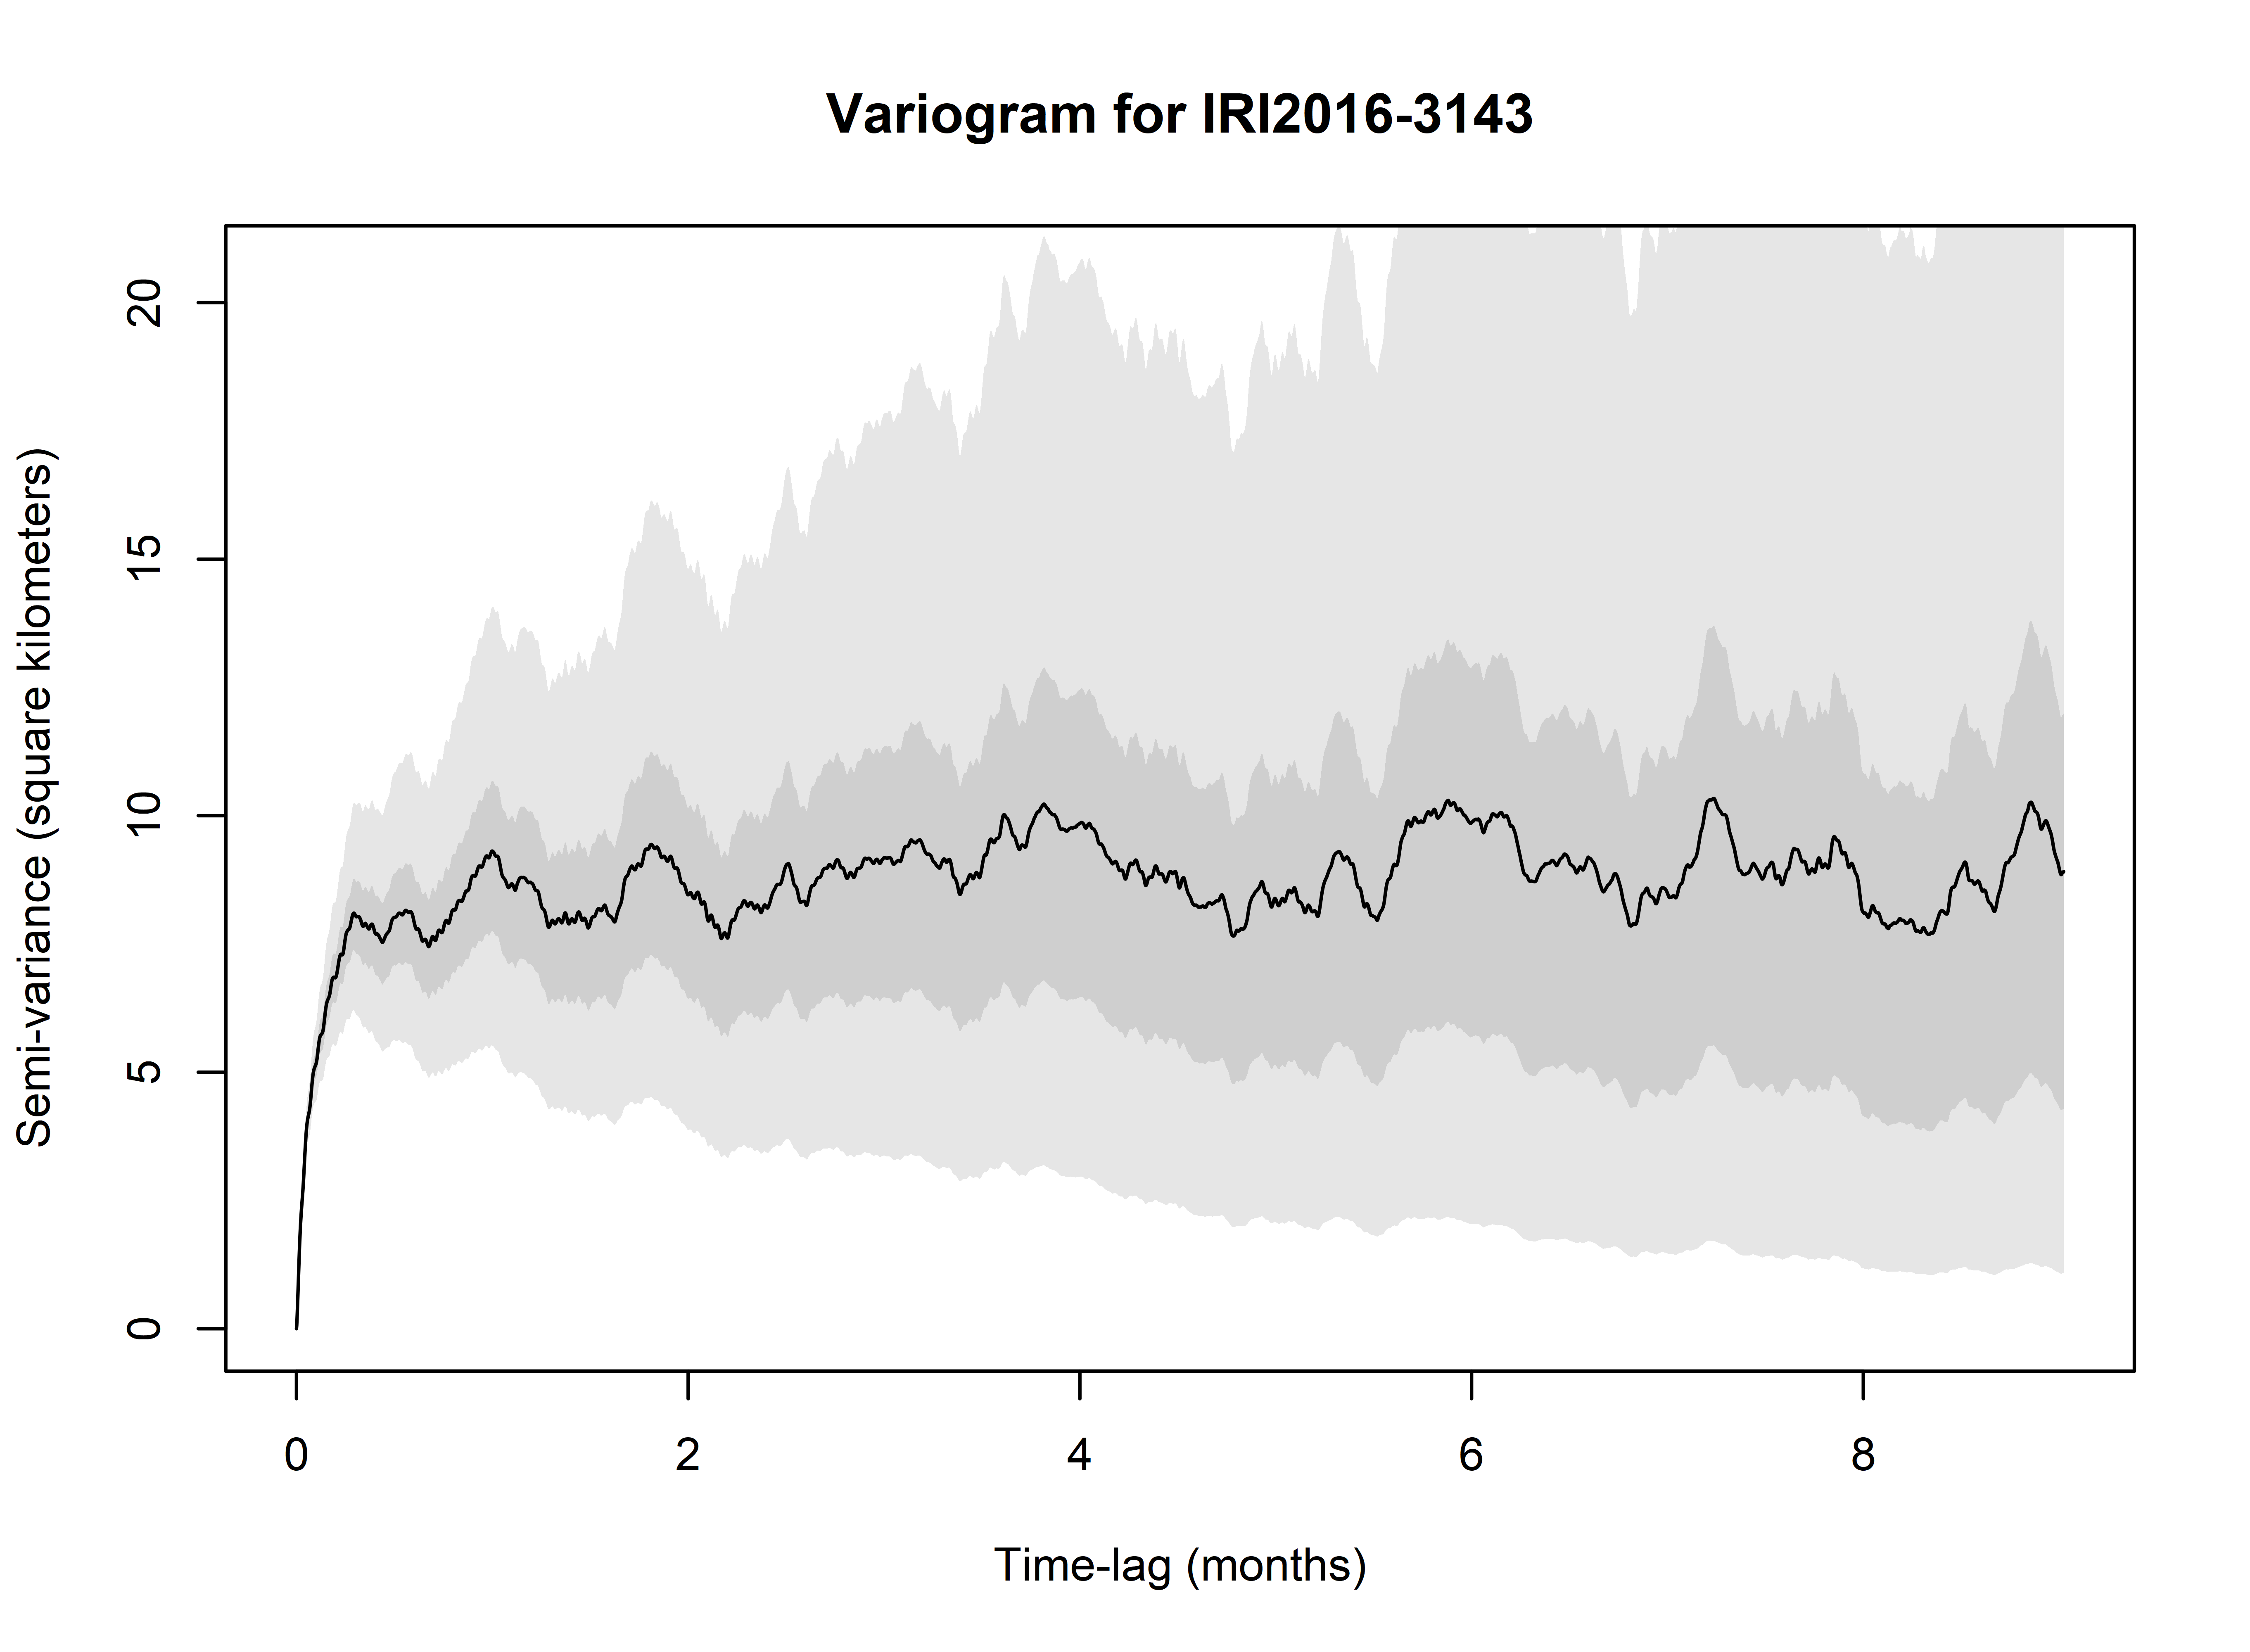 Variogram for IRI2016-3143
Semi-variance (square kilometers)
20
15
10
5
0
0 2 4 6 8
Time-lag (months)